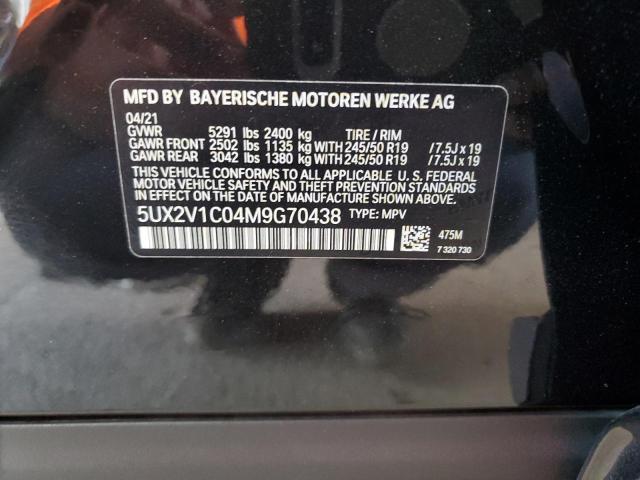 MFD BY BAYERISCHE MOTOREN WERKE AG
04/21
GVWR 5291 lbs 2400 kg TIRE / RIM
GAWR FRONT 2502 lbs 1135 kg WITH 245/50 R19 /7.5J x 19
GAWR REAR 3042 lbs 1380 kg WITH 245/50 R19 /7.5J x 19
THIS VEHICLE CONFORMS TO ALL APPLICABLE U. S. FEDERAL
MOTOR VEHICLE SAFETY AND THEFT PREVENTION STANDARDS
IN EFFECT ON THE DATE OF MANUFACTURE SHOWN ABOVE.
5UX2V1C04M9G70438 TYPE: MPV
475M
7 320 730